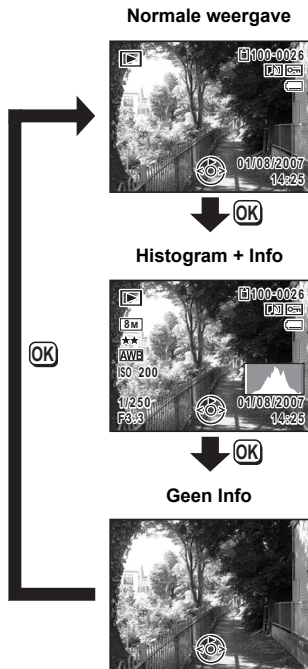 Normale weergave
100-0026
01/08/2007
14:25
OK
Histogram + Info
100-0026
8M
AWB
ISO 200
1/250
F3.3
01/08/2007
14:25
OK
OK
Geen Info